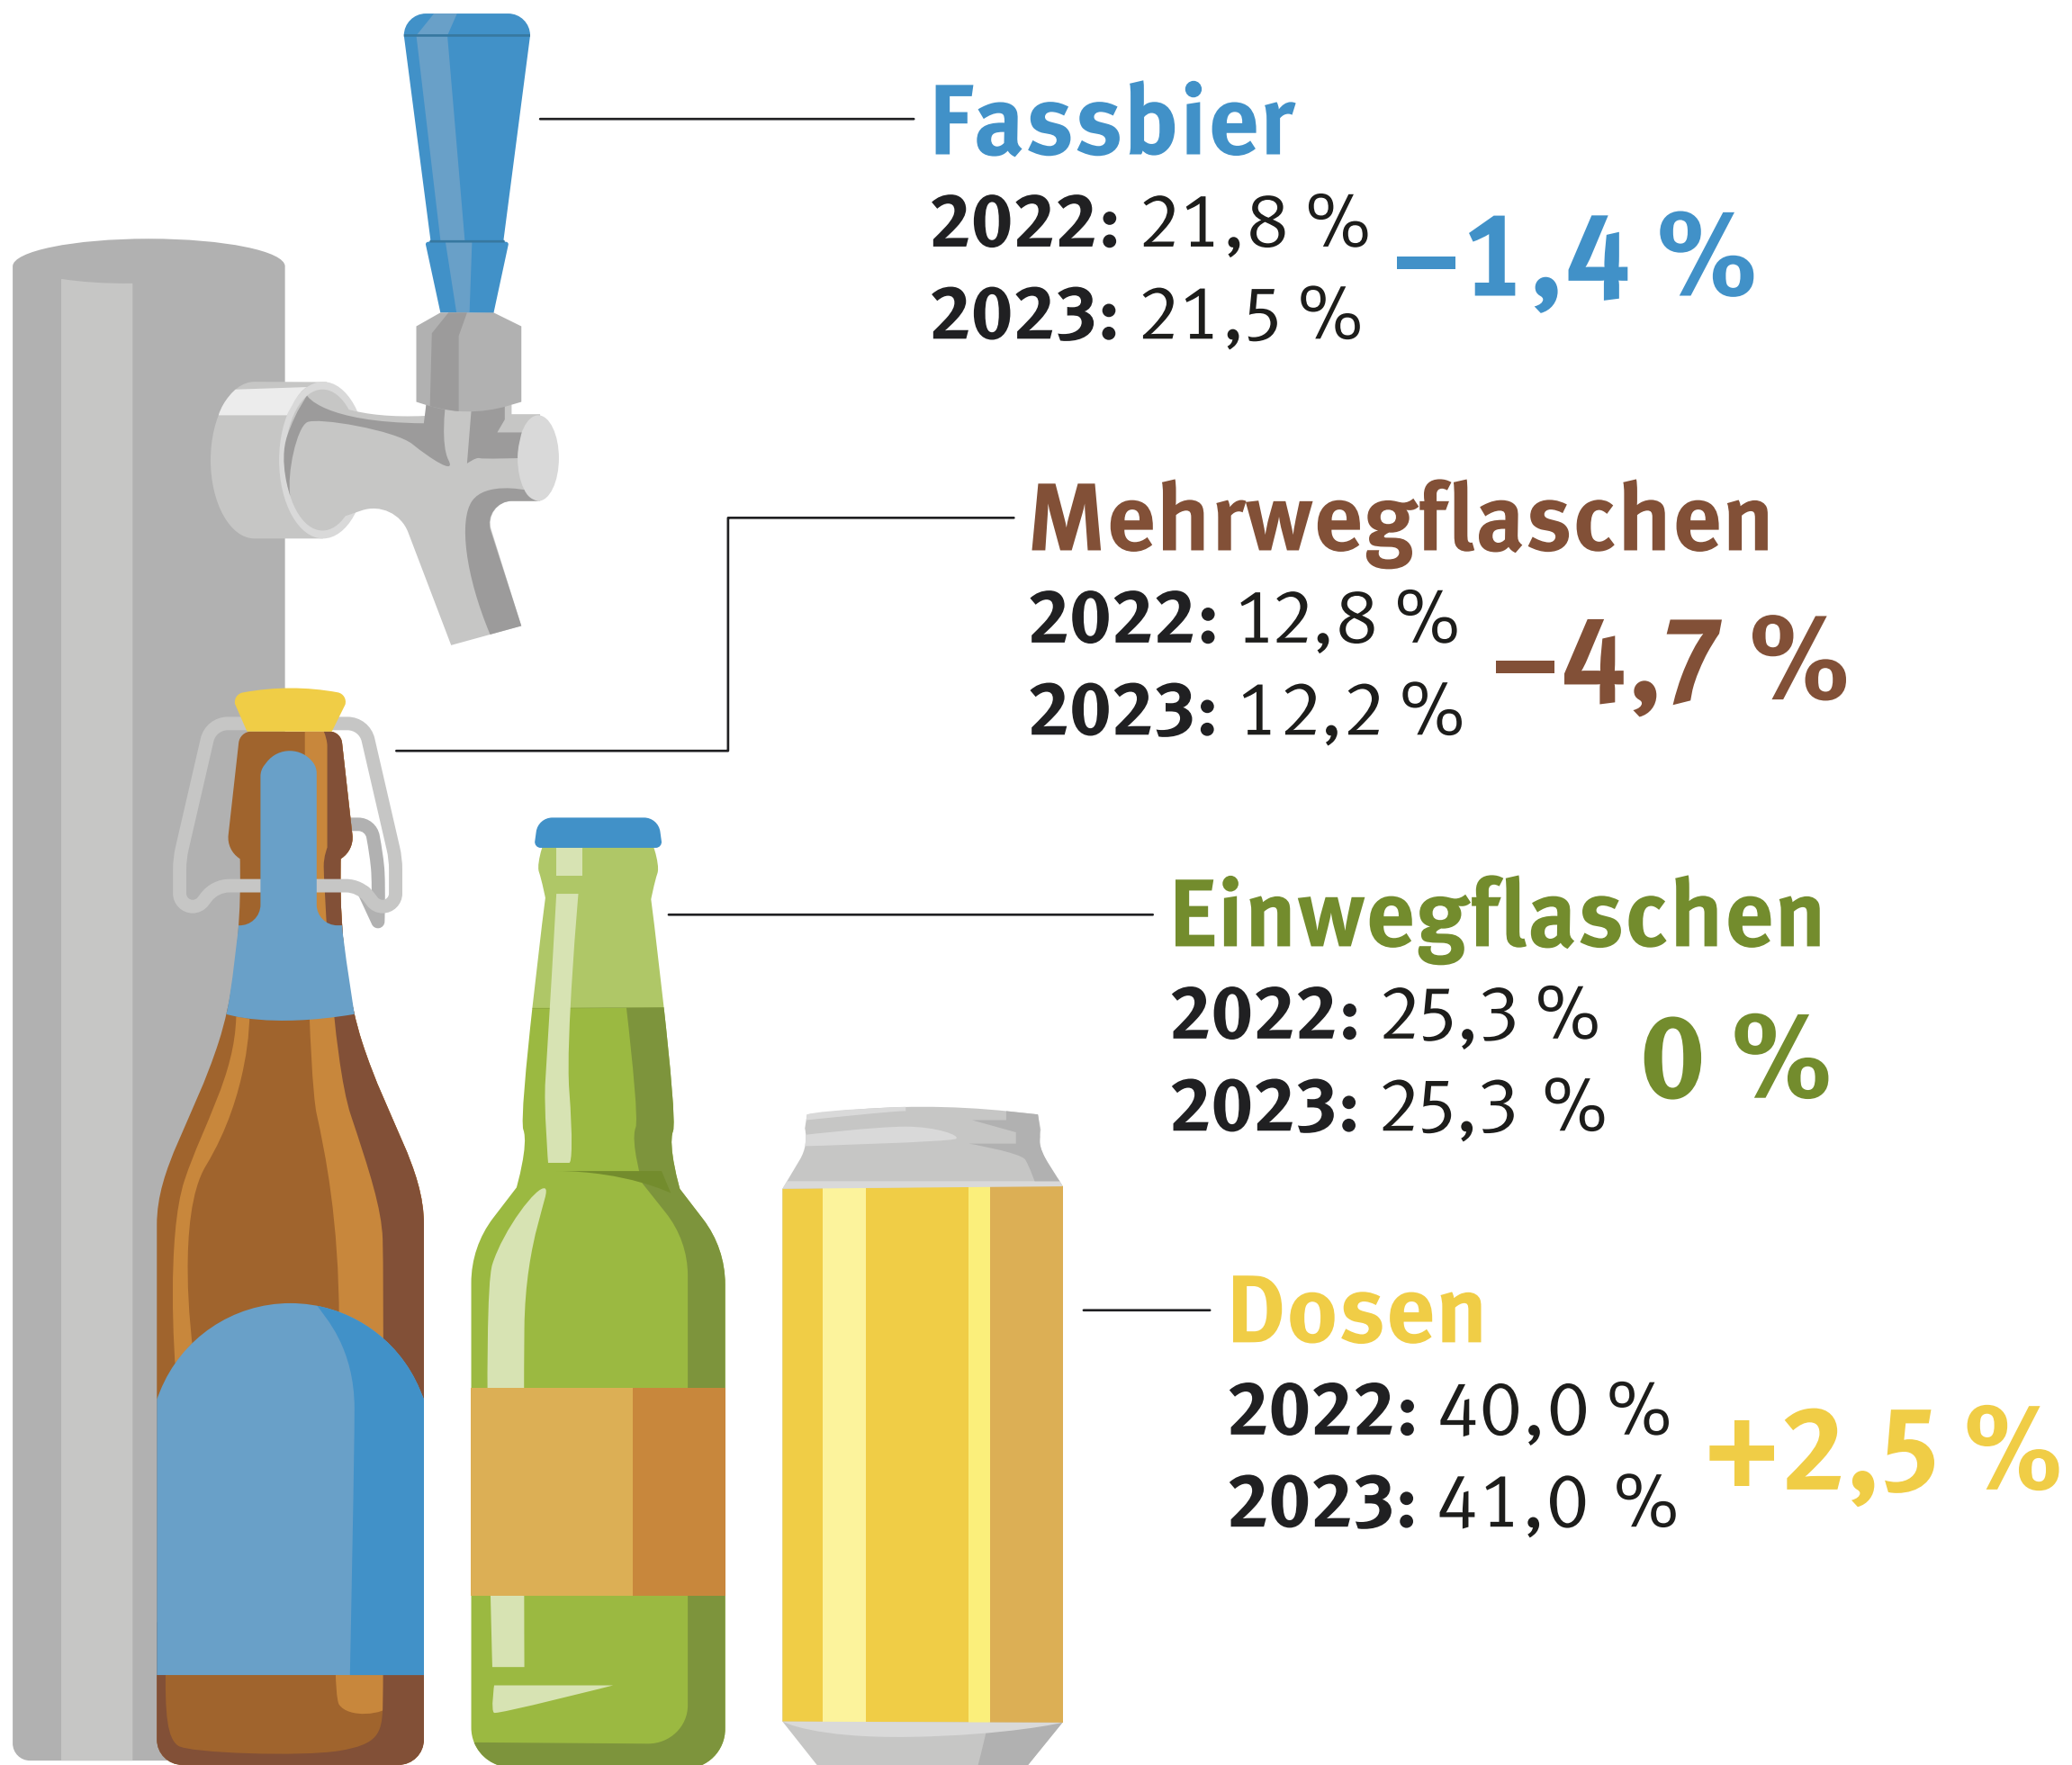 Fassbier
2022: 21,8 %
2023: 21,5 %
–1,4 %
Mehrwegflaschen
2022: 12,8 %
2023: 12,2 %
–4,7 %
Einwegflaschen
2022: 25,3 %
2023: 25,3 %
0 %
Dosen
2022: 40,0 %
2023: 41,0 %
+2,5 %